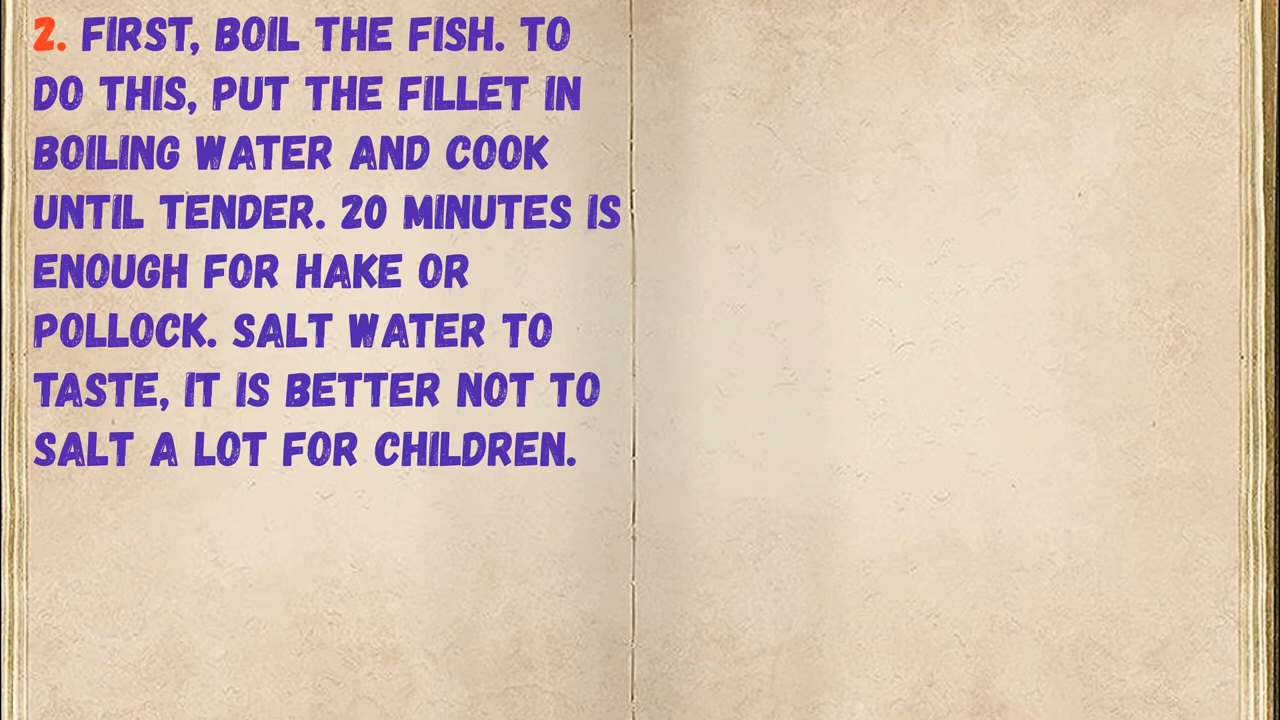 2. FIRST, BOIL THE FISH. TO
DO THIS, PUT THE FILLET IN
BOILING WATER AND COOK
UNTIL TENDER. 20 MINUTES IS
ENOUGH FOR HAKE OR
POLLOCK. SALT WATER TO
TASTE, IT IS BETTER NOT TO
SALT A LOT FOR CHILDREN.